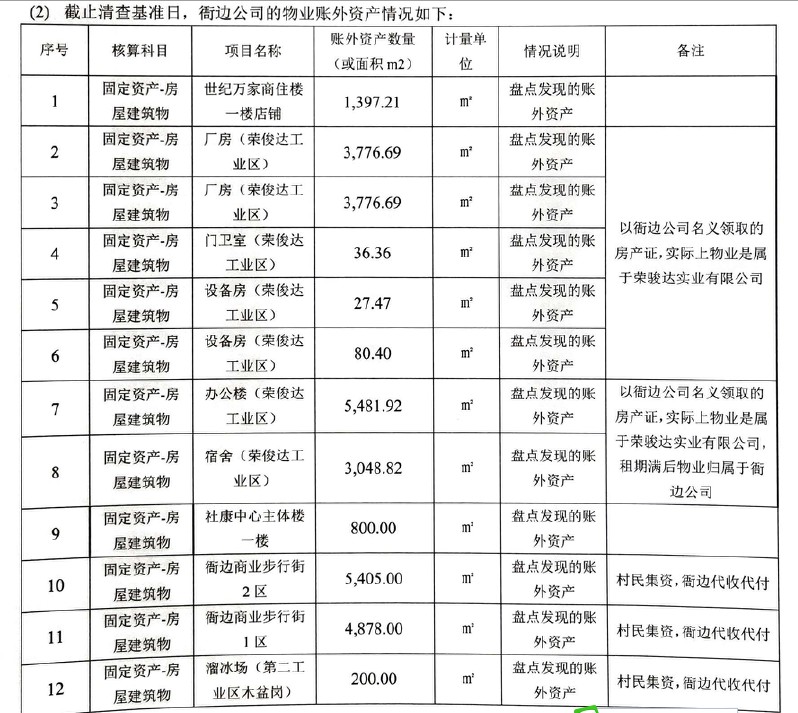 (2) 截止清查基准日，衙边公司的物业账外资产情况如下：
序号 核算科目 项目名称 账外资产数量（或面积 m2） 计量单位 情况说明 备注
1 固定资产-房屋建筑物 世纪万家商住楼一楼店铺 1,397.21 m² 盘点发现的账外资产
2 固定资产-房屋建筑物 厂房（荣俊达工业区） 3,776.69 m² 盘点发现的账外资产
3 固定资产-房屋建筑物 厂房（荣俊达工业区） 3,776.69 m² 盘点发现的账外资产
4 固定资产-房屋建筑物 门卫室（荣俊达工业区） 36.36 m² 盘点发现的账外资产
5 固定资产-房屋建筑物 设备房（荣俊达工业区） 27.47 m² 盘点发现的账外资产
6 固定资产-房屋建筑物 设备房（荣俊达工业区） 80.40 m² 盘点发现的账外资产
以衙边公司名义领取的房产证，实际上物业是属于荣骏达实业有限公司
7 固定资产-房屋建筑物 办公楼（荣俊达工业区） 5,481.92 m² 盘点发现的账外资产
8 固定资产-房屋建筑物 宿舍（荣俊达工业区） 3,048.82 m² 盘点发现的账外资产
以衙边公司名义领取的房产证，实际上物业是属于荣骏达实业有限公司，租期满后物业归属于衙边公司
9 固定资产-房屋建筑物 社康中心主体楼一楼 800.00 m² 盘点发现的账外资产
10 固定资产-房屋建筑物 衙边商业步行街2区 5,405.00 m² 盘点发现的账外资产 村民集资，衙边代收代付
11 固定资产-房屋建筑物 衙边商业步行街1区 4,878.00 m² 盘点发现的账外资产 村民集资，衙边代收代付
12 固定资产-房屋建筑物 溜冰场（第二工业区木盆岗） 200.00 m² 盘点发现的账外资产 村民集资，衙边代收代付